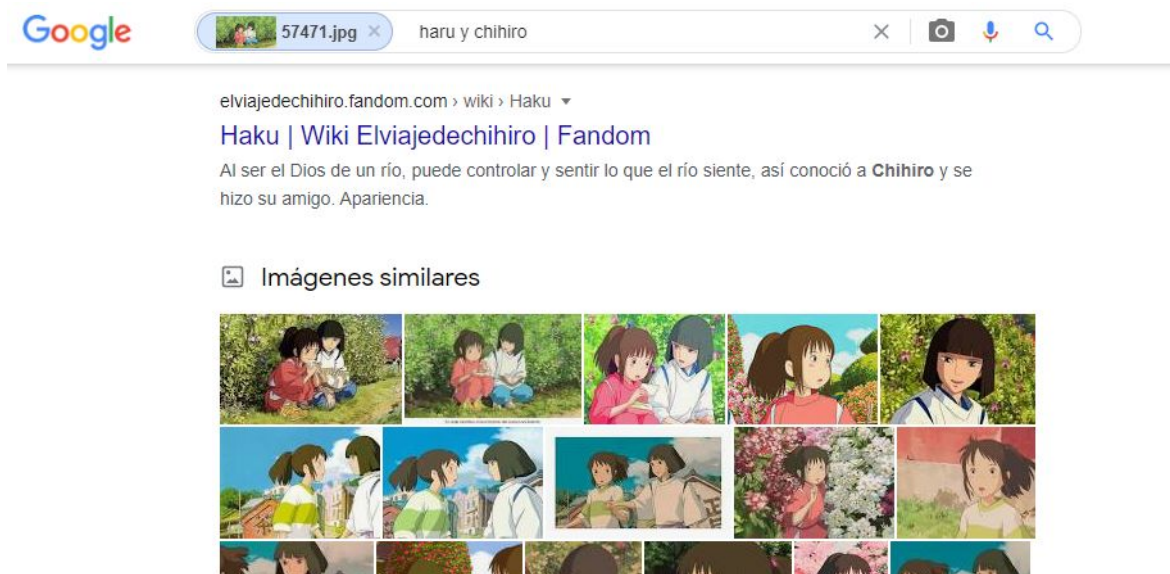 Google 57471.jpg × haru y chihiro
elviajedechihiro.fandom.com › wiki › Haku
Haku | Wiki Elviajedechihiro | Fandom
Al ser el Dios de un río, puede controlar y sentir lo que el río siente, así conoció a Chihiro y se
hizo su amigo. Apariencia.
Imágenes similares